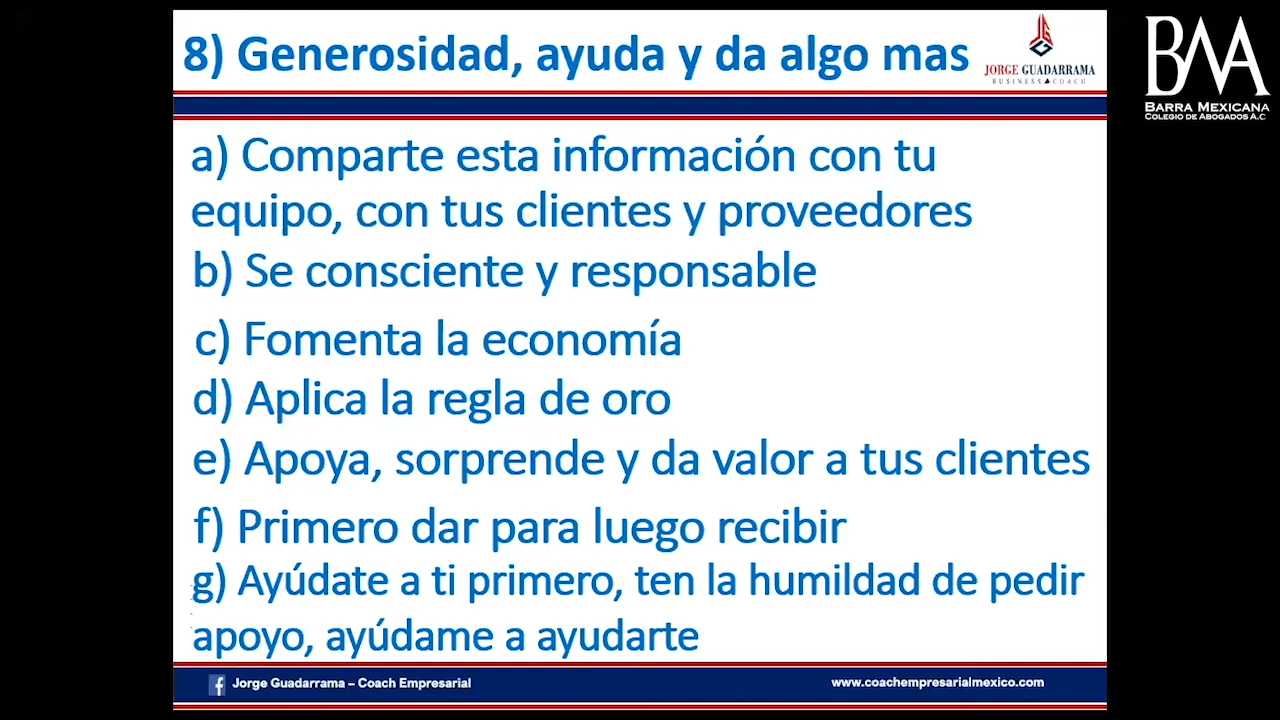 8) Generosidad, ayuda y da algo mas
JORGE GUADARRAMA
BUSINESS COACH
BMA
BARRA MEXICANA
COLEGIO DE ABOGADOS A.C
a) Comparte esta información con tu
equipo, con tus clientes y proveedores
b) Se consciente y responsable
c) Fomenta la economía
d) Aplica la regla de oro
e) Apoya, sorprende y da valor a tus clientes
f) Primero dar para luego recibir
g) Ayúdate a ti primero, ten la humildad de pedir
apoyo, ayúdame a ayudarte
Jorge Guadarrama – Coach Empresarial
www.coachempresarialmexico.com